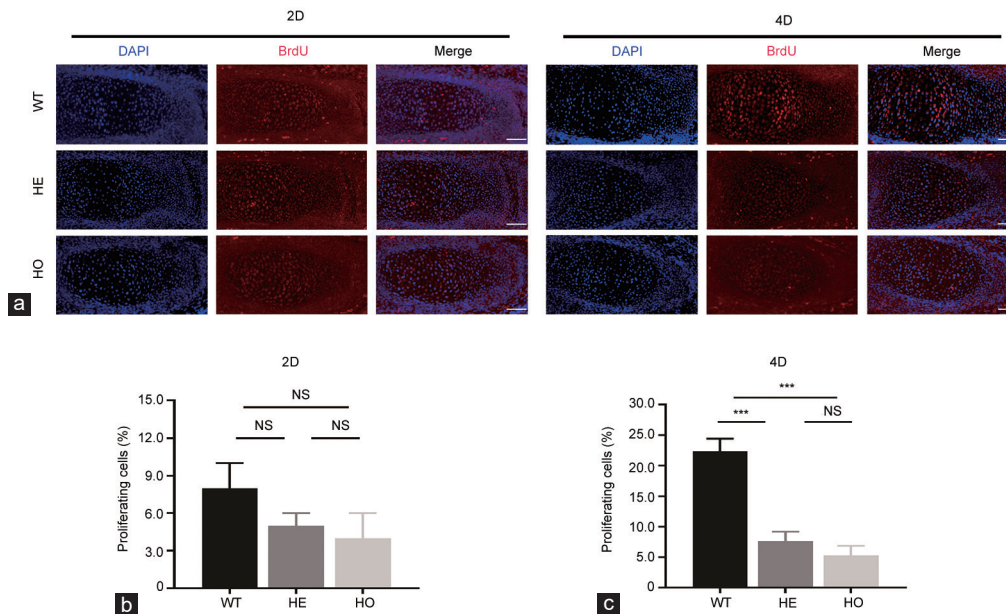 2D 4D
DAPI BrdU Merge DAPI BrdU Merge
WT
HE
HO
a
2D
Proliferating cells (%)
15.0
12.0
9.0
6.0
3.0
0
NS
NS NS
WT HE HO
b
4D
Proliferating cells (%)
30.0
25.0
20.0
15.0
10.0
5.0
0
***
*** NS
WT HE HO
c